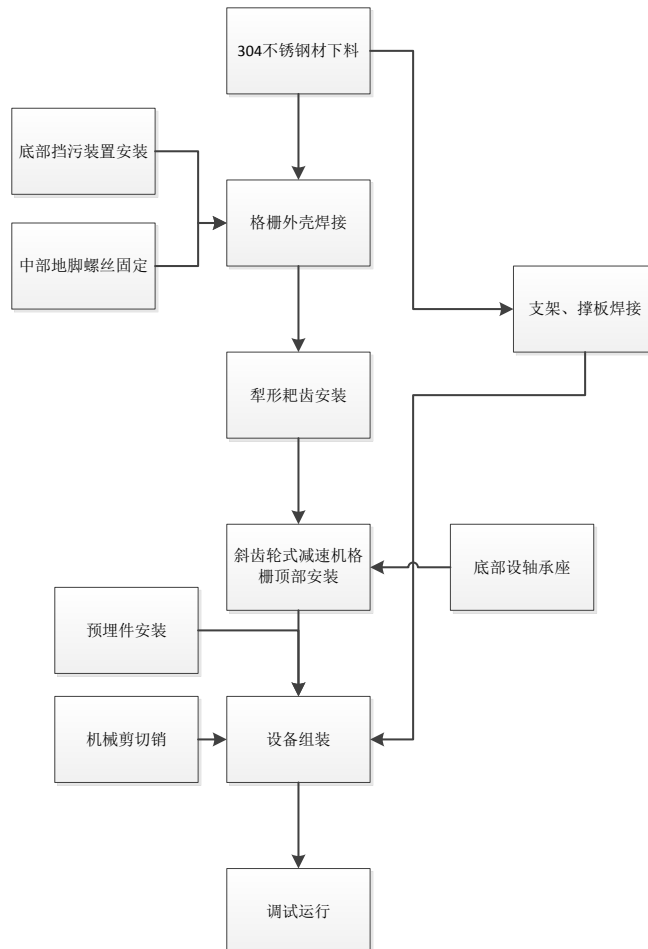 304不锈钢材下料
底部挡污装置安装
格栅外壳焊接
中部地脚螺丝固定
支架、撑板焊接
犁形耙齿安装
斜齿轮式减速机格
栅顶部安装
底部设轴承座
预埋件安装
机械剪切销
设备组装
调试运行